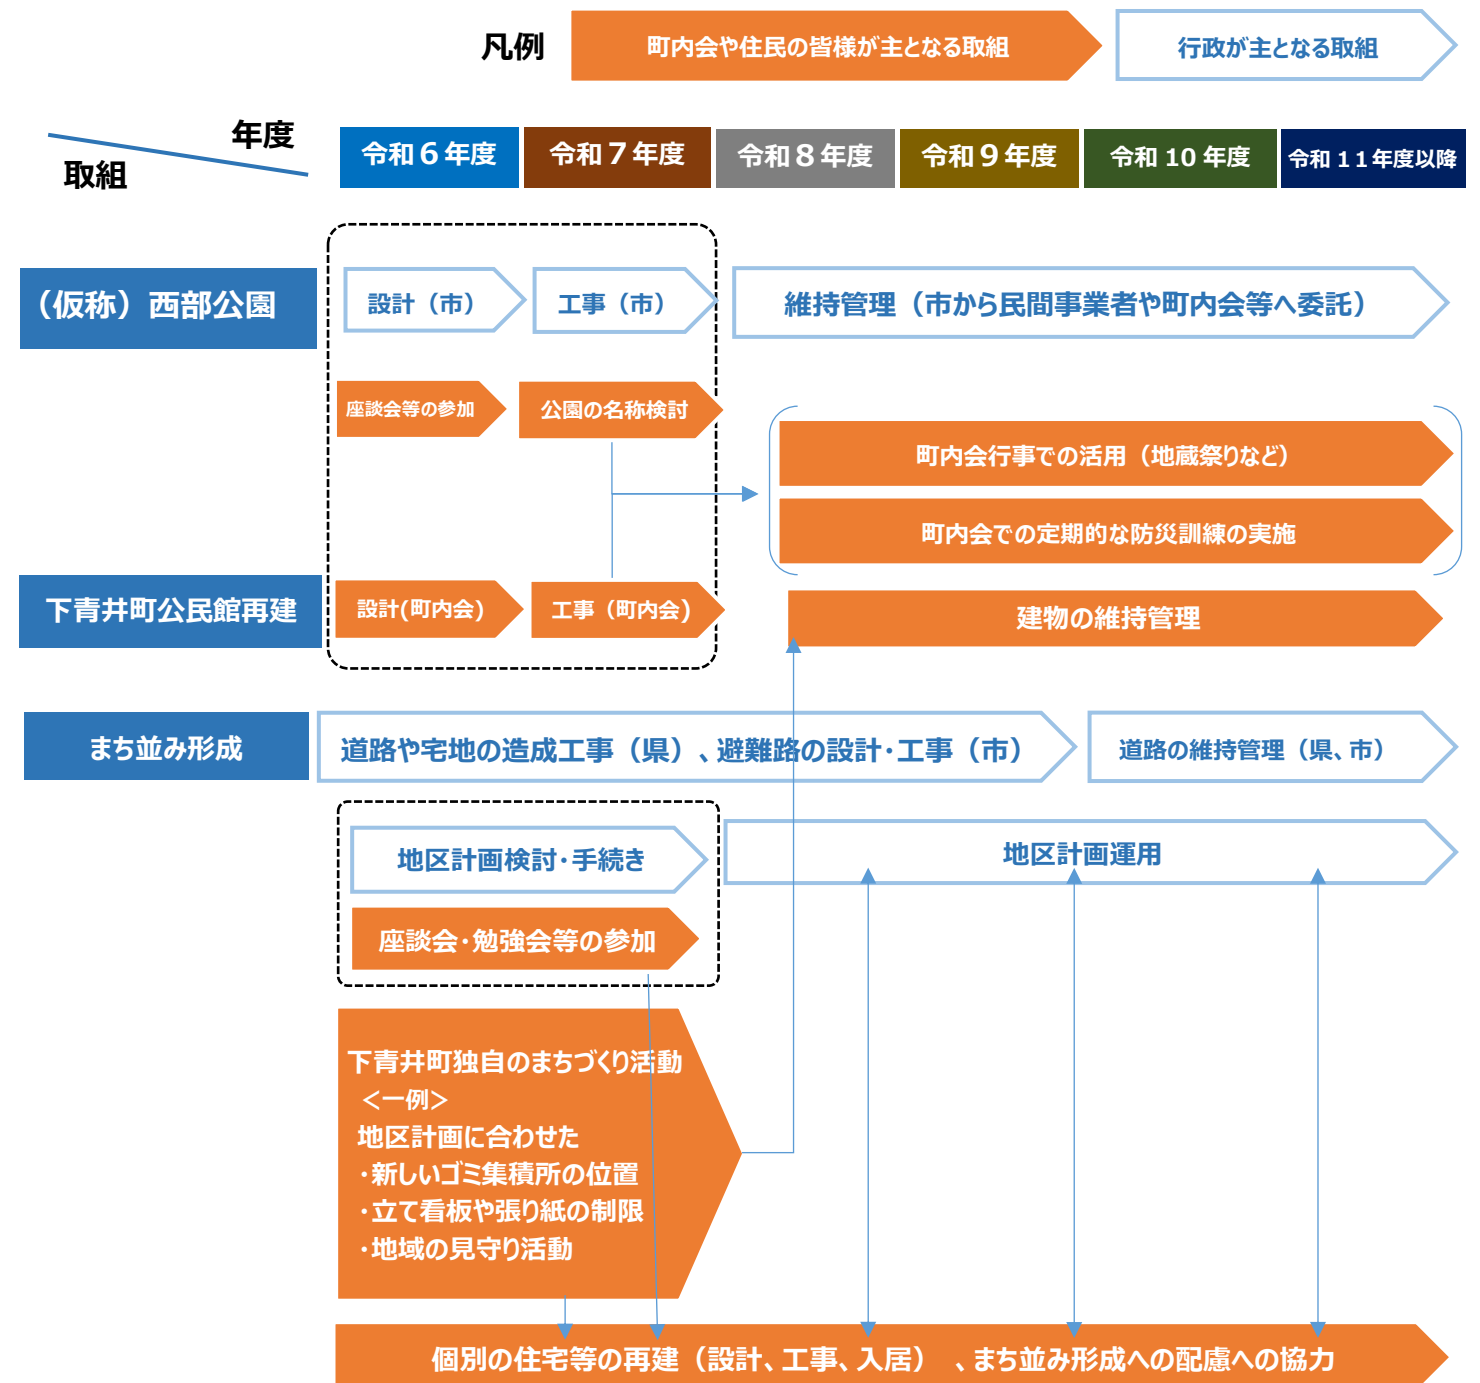 凡例
町内会や住民の皆様が主となる取組
行政が主となる取組
年度
取組
令和６年度
令和７年度
令和８年度
令和９年度
令和 10 年度
令和 １１年度以降
（仮称）西部公園
設計（市）
工事（市）
維持管理（市から民間事業者や町内会等へ委託）
座談会等の参加
公園の名称検討
町内会行事での活用（地蔵祭りなど）
町内会での定期的な防災訓練の実施
下青井町公民館再建
設計(町内会)
工事（町内会)
建物の維持管理
まち並み形成
道路や宅地の造成工事（県）、避難路の設計・工事（市）
道路の維持管理（県、市）
地区計画検討・手続き
地区計画運用
座談会・勉強会等の参加
下青井町独自のまちづくり活動
＜一例＞
地区計画に合わせた
・新しいゴミ集積所の位置
・立て看板や張り紙の制限
・地域の見守り活動
個別の住宅等の再建（設計、工事、入居） 、まち並み形成への配慮への協力